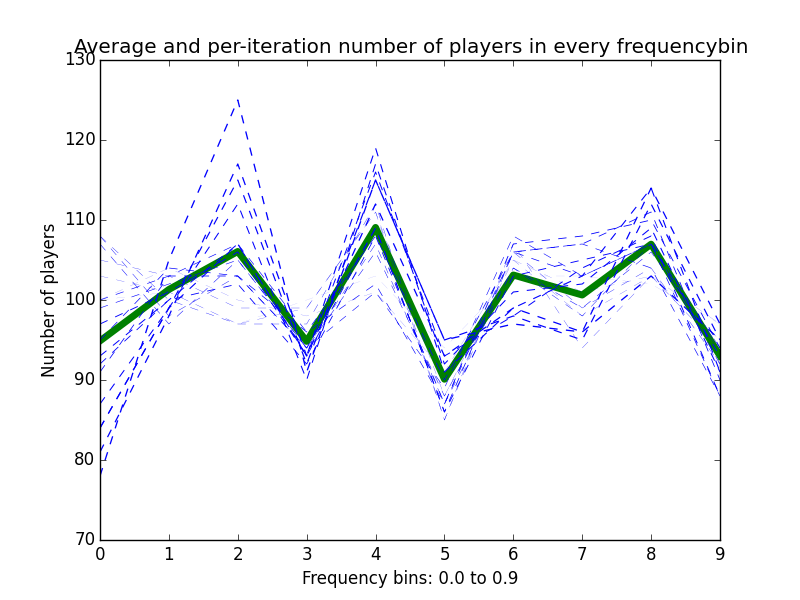 Average and per-iteration number of players in every frequencybin
130
120
110
100
90
80
70
Number of players
0 1 2 3 4 5 6 7 8 9
Frequency bins: 0.0 to 0.9